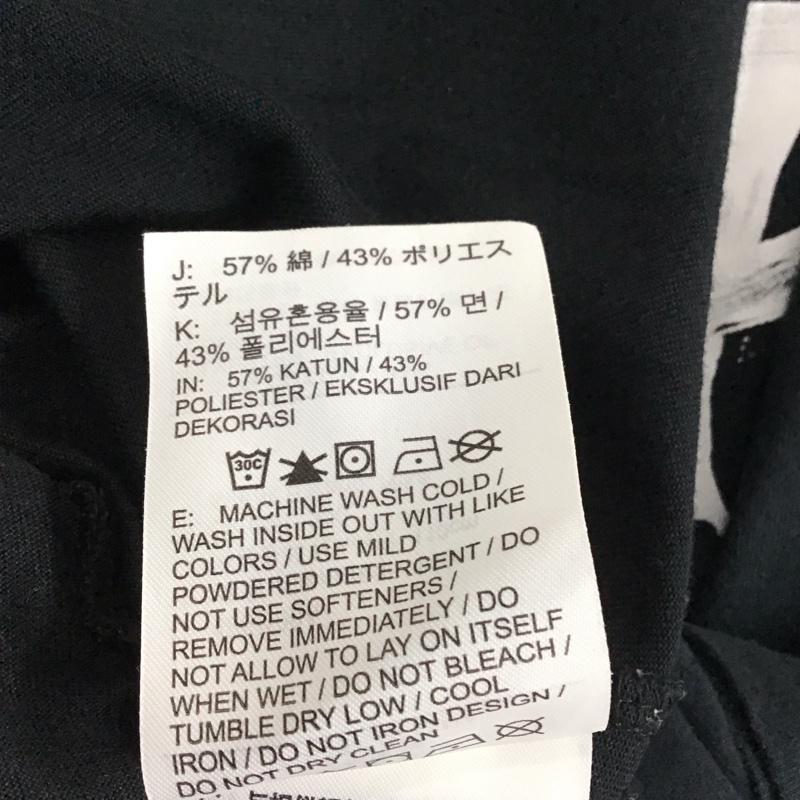 J: 57% 綿 / 43% ポリエス
テル
K: 섬유혼용율 / 57% 면 /
43% 폴리에스터
IN: 57% KATUN / 43%
POLIESTER / EKSKLUSIF DARI
DEKORASI
30C
E: MACHINE WASH COLD /
WASH INSIDE OUT WITH LIKE
COLORS / USE MILD
POWDERED DETERGENT / DO
NOT USE SOFTENERS /
REMOVE IMMEDIATELY / DO
NOT ALLOW TO LAY ON ITSELF
WHEN WET / DO NOT BLEACH /
TUMBLE DRY LOW / COOL
IRON / DO NOT IRON DESIGN /
DO NOT DRY CLEAN